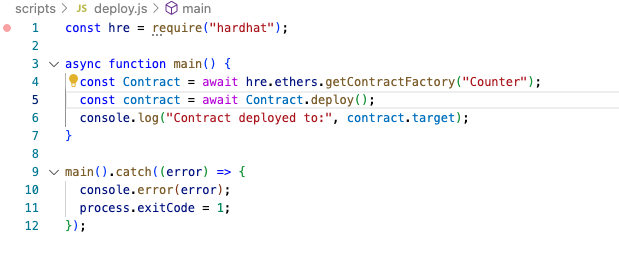 scripts > JS deploy.js > main
1 const hre = require("hardhat");
2
3 async function main() {
4 const Contract = await hre.ethers.getContractFactory("Counter");
5 const contract = await Contract.deploy();
6 console.log("Contract deployed to:", contract.target);
7 }
8
9 main().catch((error) => {
10 console.error(error);
11 process.exitCode = 1;
12 });